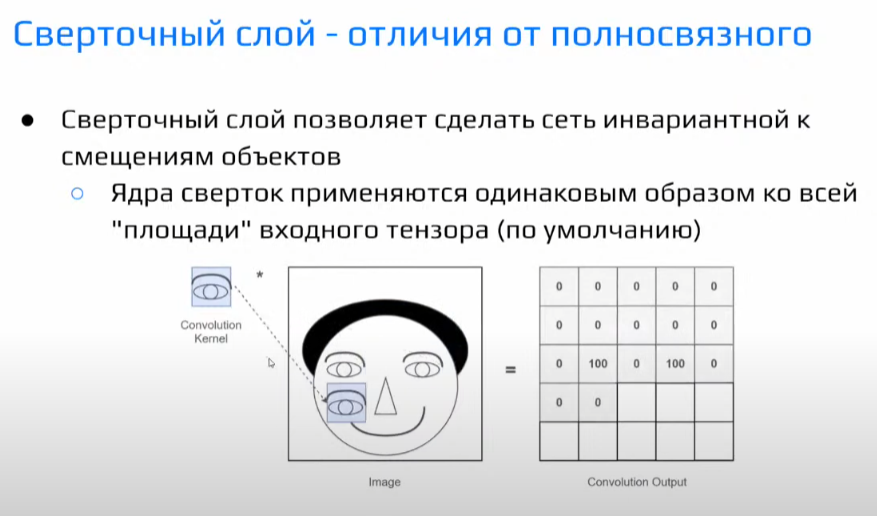 Сверточный слой - отличия от полносвязного
● Сверточный слой позволяет сделать сеть инвариантной к
смещениям объектов
○ Ядра сверток применяются одинаковым образом ко всей
"площади" входного тензора (по умолчанию)
*
Convolution
Kernel
=
0 0 0 0 0
0 0 0 0 0
0 100 0 100 0
0 0
Image
Convolution Output